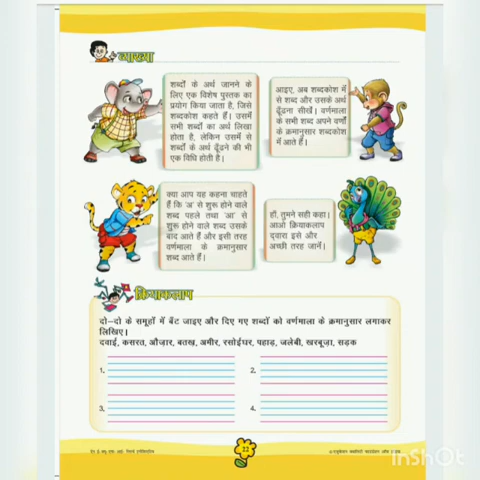 व्याख्या
शब्दों के अर्थ जानने के
लिए एक विशेष पुस्तक का
प्रयोग किया जाता है, जिसे
शब्दकोश कहते हैं। उसमें
सभी शब्दों का अर्थ लिखा
होता है, लेकिन उसमें से
शब्दों के अर्थ ढूँढने की भी
एक विधि होती है।
आइए, अब शब्दकोश में
से शब्द और उसके अर्थ
ढूँढना सीखें। वर्णमाला
के सभी शब्द अपने वर्णों
के क्रमानुसार शब्दकोश
में आते हैं।
क्या आप यह कहना चाहते
हैं कि 'अ' से शुरू होने वाले
शब्द पहले तथा 'आ' से
शुरू होने वाले शब्द उसके
बाद आते हैं और इसी तरह
वर्णमाला के क्रमानुसार
शब्द आते हैं।
हाँ, तुमने सही कहा।
आओ क्रियाकलाप
द्वारा इसे और
अच्छी तरह जानें।
क्रियाकलाप
दो-दो के समूहों में बँट जाइए और दिए गए शब्दों को वर्णमाला के क्रमानुसार लगाकर
लिखिए।
दवाई, कसरत, औज़ार, बतख़, अमीर, रसोईघर, पहाड़, जलेबी, खरबूज़ा, सड़क
1. 2.
3. 4.
22
InShOt